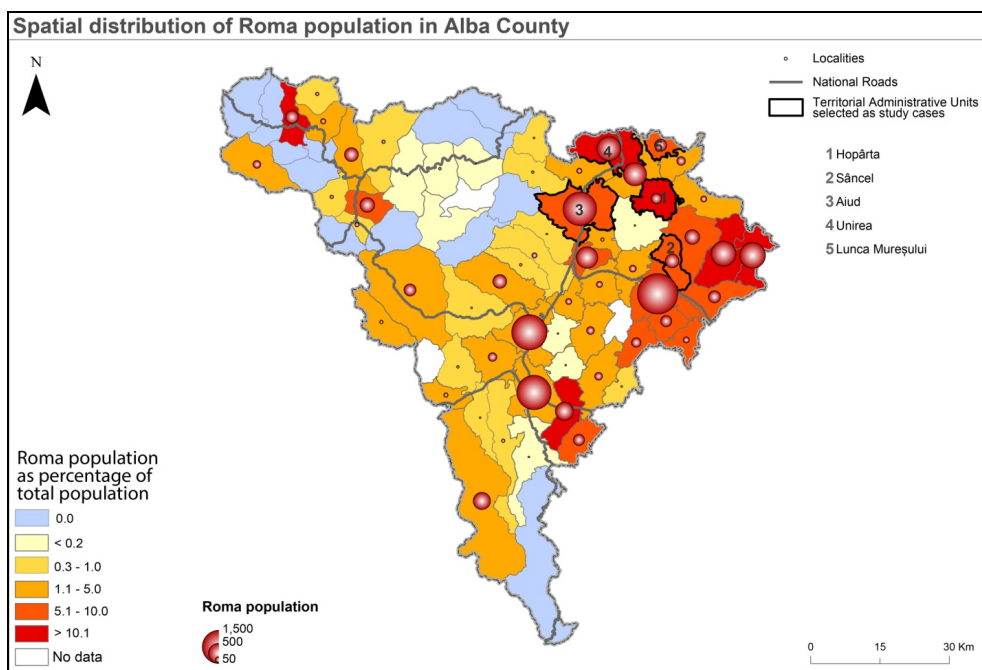 Spatial distribution of Roma population in Alba County
N
Localities
National Roads
Territorial Administrative Units
selected as study cases
1 Hopârta
2 Sâncel
3 Aiud
4 Unirea
5 Lunca Mureșului
4
5
1
3
2
Roma population
as percentage of
total population
0.0
< 0.2
0.3 - 1.0
1.1 - 5.0
5.1 - 10.0
> 10.1
No data
Roma population
1,500
500
50
0 15 30 Km